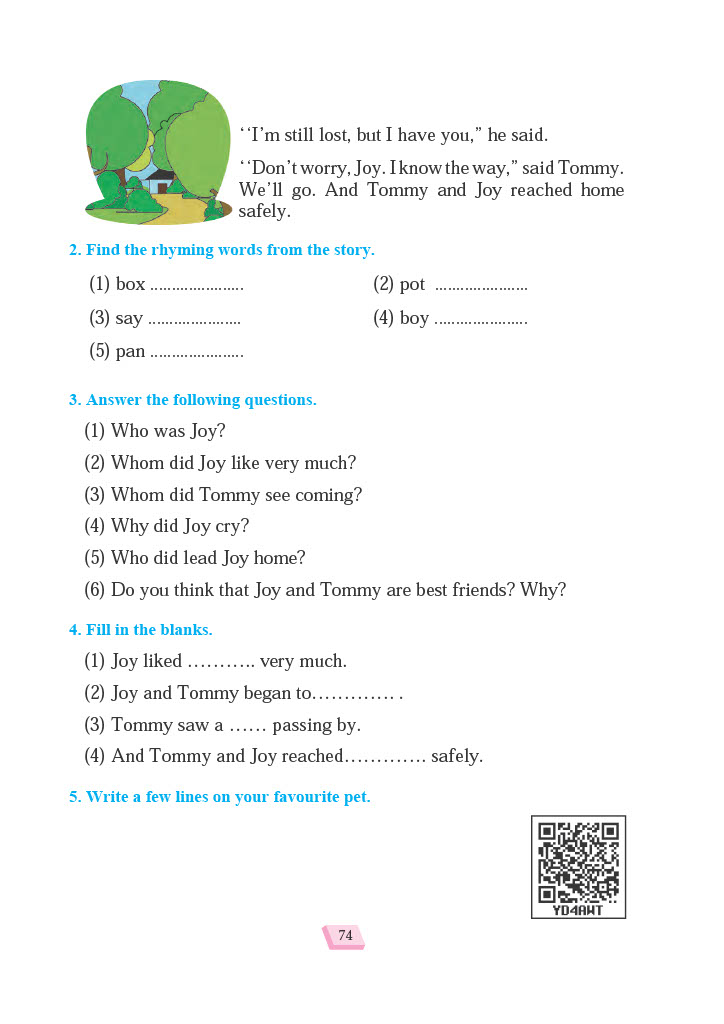 ‘‘I’m still lost, but I have you,” he said.
‘‘Don’t worry, Joy. I know the way,” said Tommy.
We’ll go. And Tommy and Joy reached home
safely.
2. Find the rhyming words from the story.
(1) box ......................
(2) pot ......................
(3) say ......................
(4) boy ......................
(5) pan ......................
3. Answer the following questions.
(1) Who was Joy?
(2) Whom did Joy like very much?
(3) Whom did Tommy see coming?
(4) Why did Joy cry?
(5) Who did lead Joy home?
(6) Do you think that Joy and Tommy are best friends? Why?
4. Fill in the blanks.
(1) Joy liked ……….. very much.
(2) Joy and Tommy began to…………. .
(3) Tommy saw a …… passing by.
(4) And Tommy and Joy reached…………. safely.
5. Write a few lines on your favourite pet.
YD4AWT
74